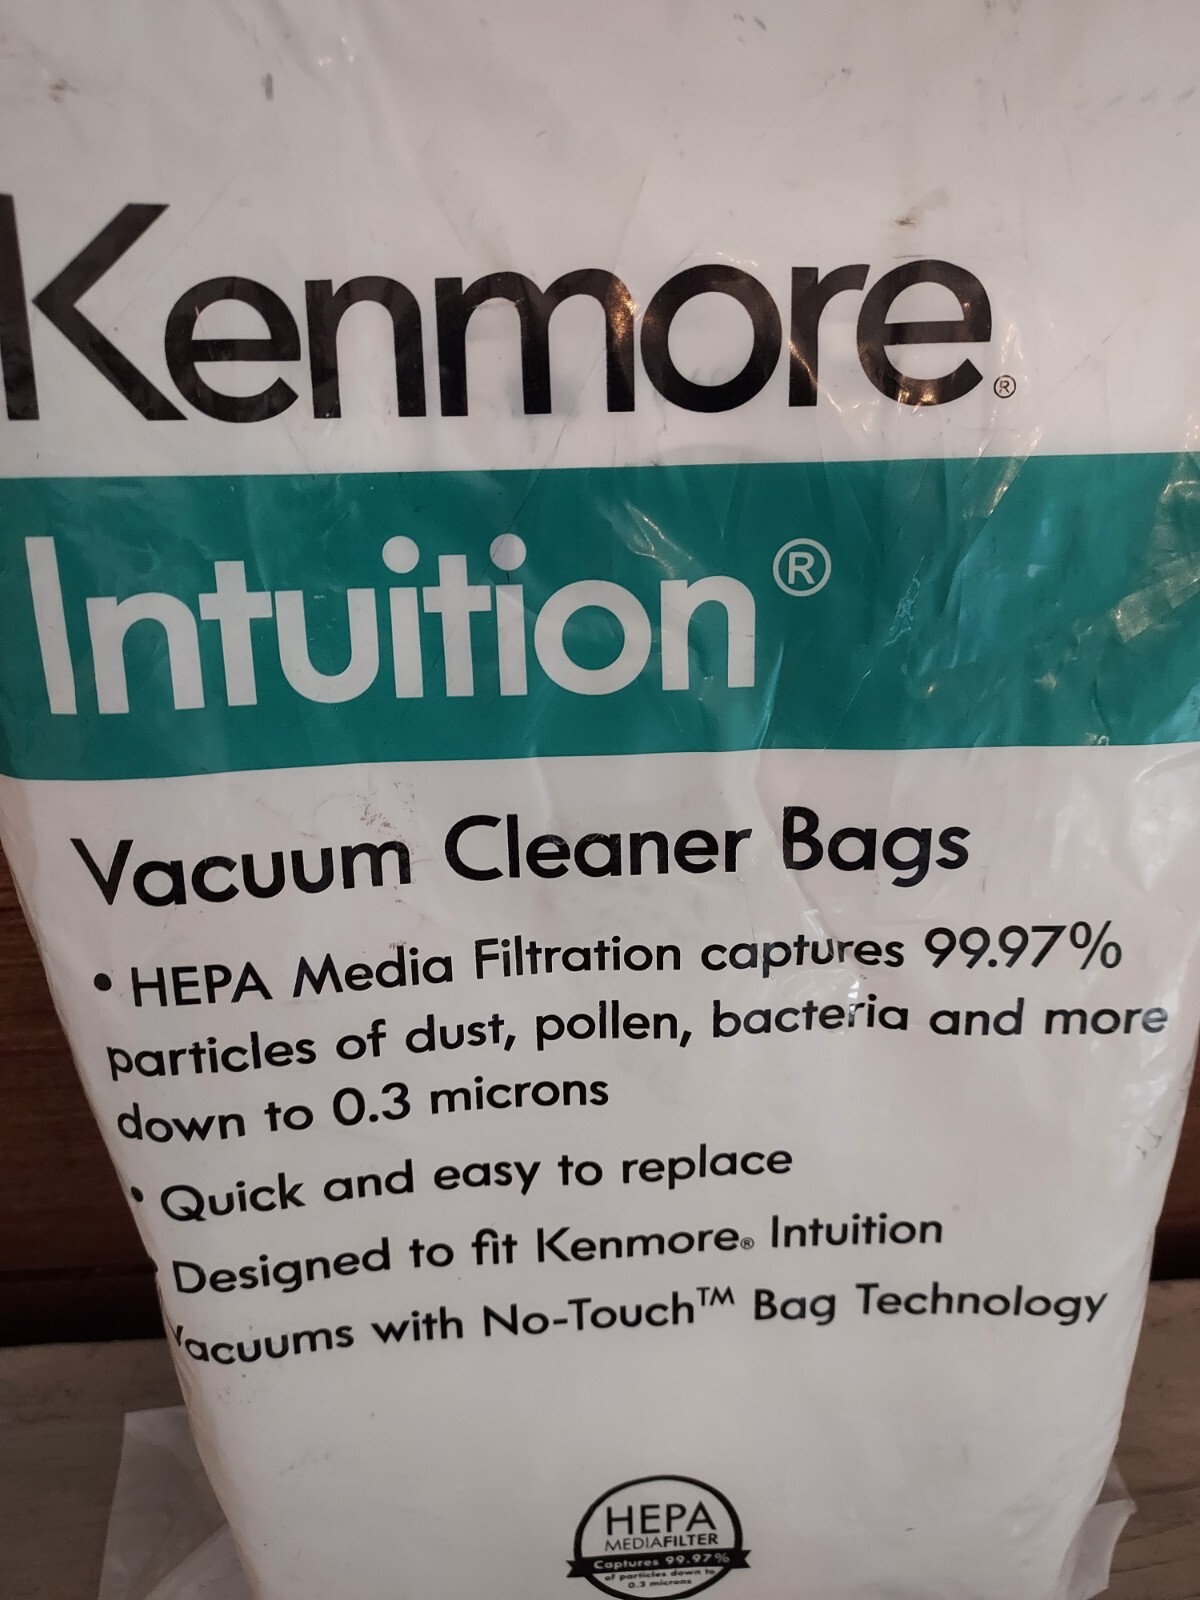 Kenmore®
Intuition®
Vacuum Cleaner Bags
• HEPA Media Filtration captures 99.97%
particles of dust, pollen, bacteria and more
down to 0.3 microns
• Quick and easy to replace
Designed to fit Kenmore® Intuition
Vacuums with No-Touch™ Bag Technology
HEPA
MEDIAFILTER
Captures 99.97%
of particles down to
0.3 microns